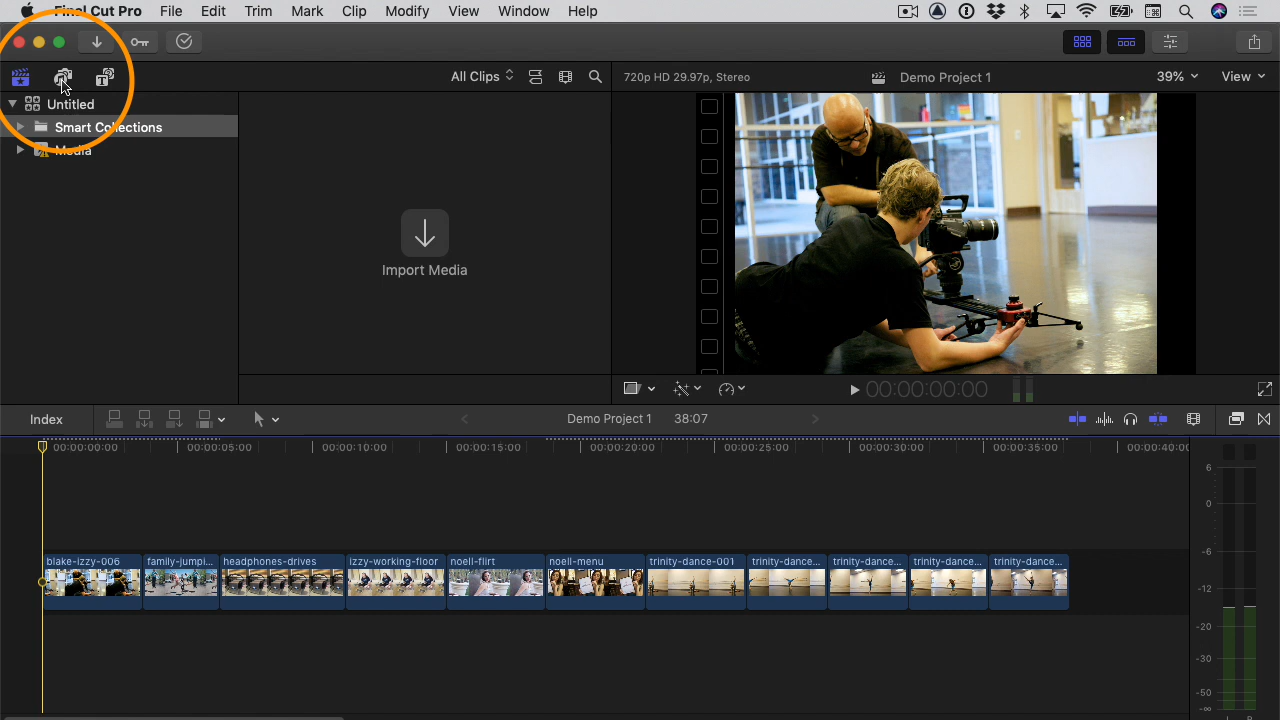 Final Cut Pro File Edit Trim Mark Clip Modify View Window Help
All Clips 720p HD 29.97p, Stereo Demo Project 1 39% View
Untitled
Smart Collections
Media
Import Media
00:00:00:00
Index Demo Project 1 38:07
00:00:00:00 00:00:05:00 00:00:10:00 00:00:15:00 00:00:20:00 00:00:25:00 00:00:30:00 00:00:35:00 00:00:40:00
blake-izzy-006 family-jumpi... headphones-drives izzy-working-floor noell-flirt noell-menu trinity-dance-001 trinity-dance... trinity-dance... trinity-dance... trinity-dance...
6
0
-6
-12
-20
-30
-50
-∞